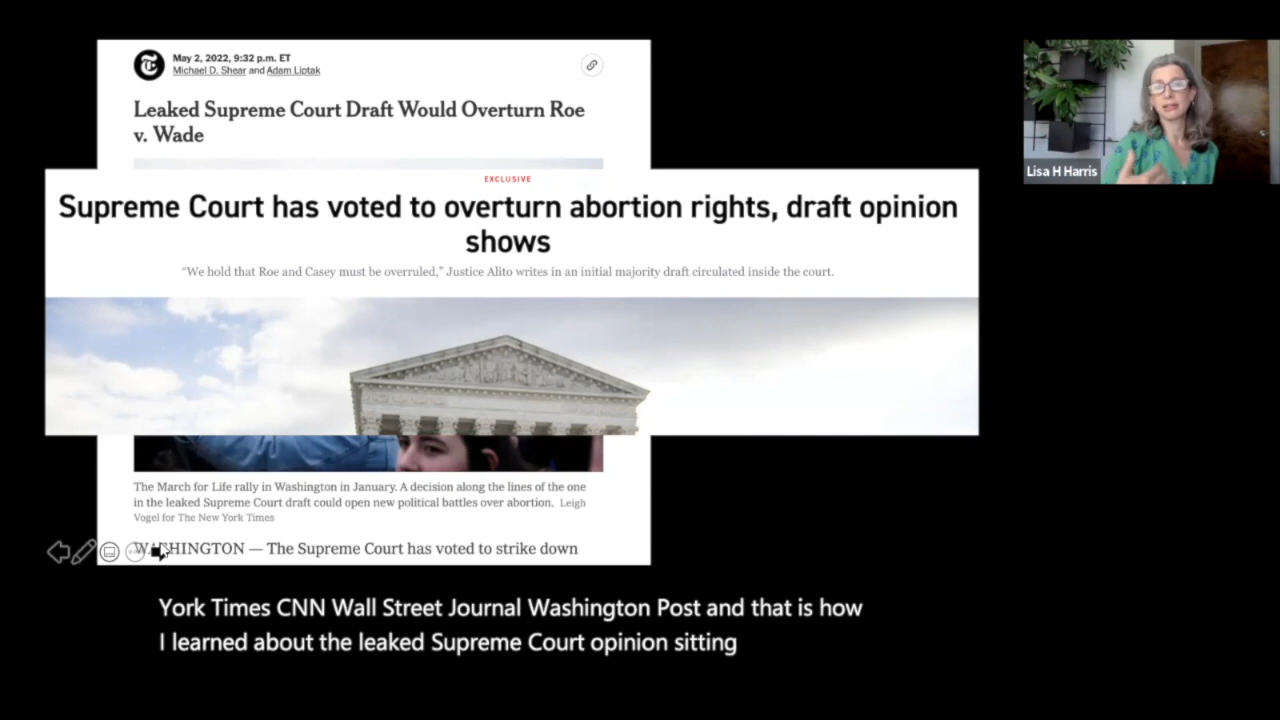 May 2, 2022, 9:32 p.m. ET
Michael D. Shear and Adam Liptak
Leaked Supreme Court Draft Would Overturn Roe
v. Wade
EXCLUSIVE
Supreme Court has voted to overturn abortion rights, draft opinion
shows
“We hold that Roe and Casey must be overruled,” Justice Alito writes in an initial majority draft circulated inside the court.
Lisa H Harris
The March for Life rally in Washington in January. A decision along the lines of the one
in the leaked Supreme Court draft could open new political battles over abortion. Leigh
Vogel for The New York Times
WASHINGTON — The Supreme Court has voted to strike down
York Times CNN Wall Street Journal Washington Post and that is how
I learned about the leaked Supreme Court opinion sitting